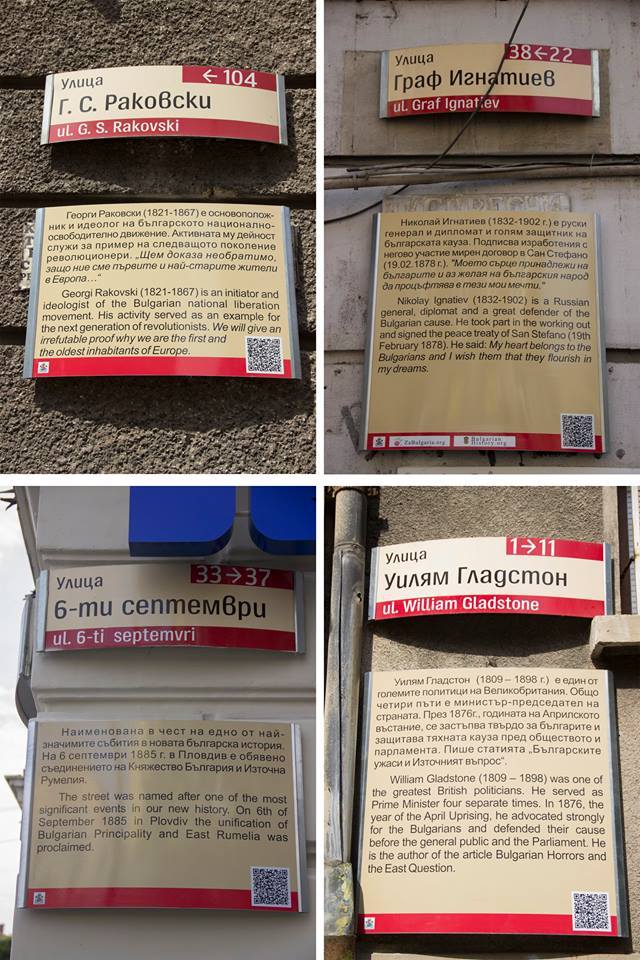 Улица
← 104
Г. С. Раковски
ul. G. S. Rakovski
Георги Раковски (1821-1867) е основополож-
ник и идеолог на българското национално-
освободително движение. Активната му дейност
служи за пример на следващото поколение
революционери. „Щем доказа необратимо,
защо ние сме първите и най-старите жители
в Европа...“
Georgi Rakovski (1821-1867) is an initiator and
ideologist of the Bulgarian national liberation
movement. His activity served as an example for
the next generation of revolutionists. We will give an
irrefutable proof why we are the first and
the oldest inhabitants of Europe.
Улица
38←22
Граф Игнатиев
ul. Graf Ignatiev
Николай Игнатиев (1832-1902 г.) е руски
генерал и дипломат и голям защитник на
българската кауза. Подписва изработения с
негово участие мирен договор в Сан Стефано
(19.02.1878 г.). "Моето сърце принадлежи на
българите и аз желая на българския народ
да процъфтява в тези мои мечти."
Nikolay Ignatiev (1832-1902) is a Russian
general, diplomat and a great defender of the
Bulgarian cause. He took part in the working out
and signed the peace treaty of San Stefano (19th
February 1878). He said: My heart belongs to the
Bulgarians and I wish them that they flourish in
my dreams.
ZaBulgaria.org
Bulgarian
History.org
Улица
33→37
6-ти септември
ul. 6-ti septemvri
Наименована в чест на едно от най-
значимите събития в новата българска история.
На 6 септември 1885 г. в Пловдив е обявено
съединението на Княжество България и Източна
Румелия.
The street was named after one of the most
significant events in our new history. On 6th of
September 1885 in Plovdiv the unification of
Bulgarian Principality and East Rumelia was
proclaimed.
Улица
1→11
Уилям Гладстон
ul. William Gladstone
Уилям Гладстон (1809 – 1898 г.) е един от
големите политици на Великобритания. Общо
четири пъти е министър-председател на
страната. През 1876г., годината на Априлското
въстание, се застъпва твърдо за българите и
защитава тяхната кауза пред обществото и
парламента. Пише статията „Българските
ужаси и Източният въпрос“.
William Gladstone (1809 – 1898) was one of
the greatest British politicians. He served as
Prime Minister four separate times. In 1876, the
year of the April Uprising, he advocated strongly
for the Bulgarians and defended their cause
before the general public and the Parliament. He
is the author of the article Bulgarian Horrors and
the East Question.